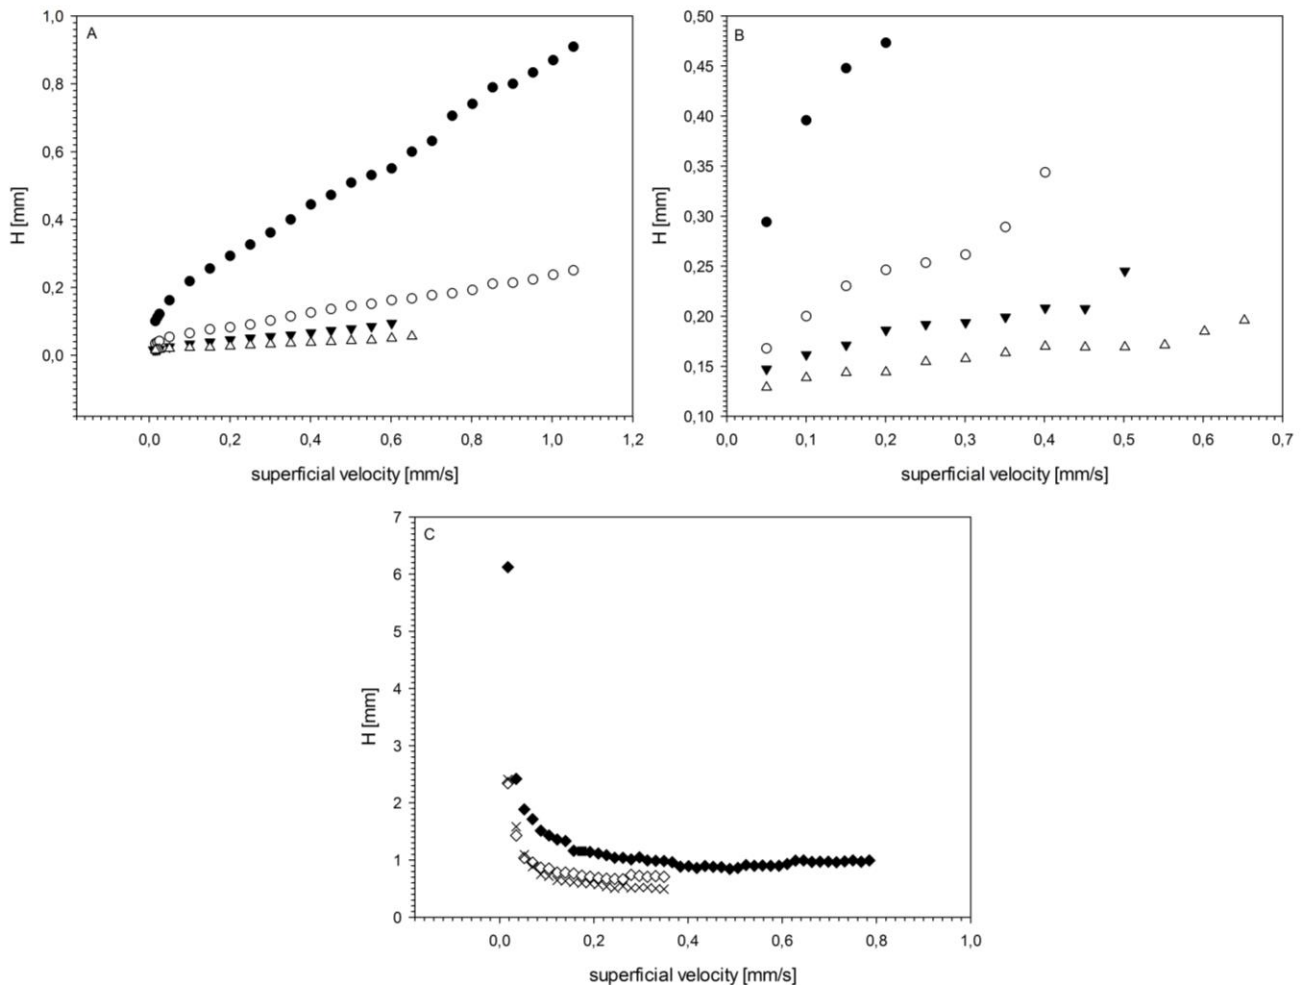 A
1,0
0,8
0,6
0,4
0,2
0,0
H [mm]
0,0 0,2 0,4 0,6 0,8 1,0 1,2
superficial velocity [mm/s]
B
0,50
0,45
0,40
0,35
0,30
0,25
0,20
0,15
0,10
H [mm]
0,0 0,1 0,2 0,3 0,4 0,5 0,6 0,7
superficial velocity [mm/s]
C
7
6
5
4
3
2
1
0
H [mm]
0,0 0,2 0,4 0,6 0,8 1,0
superficial velocity [mm/s]